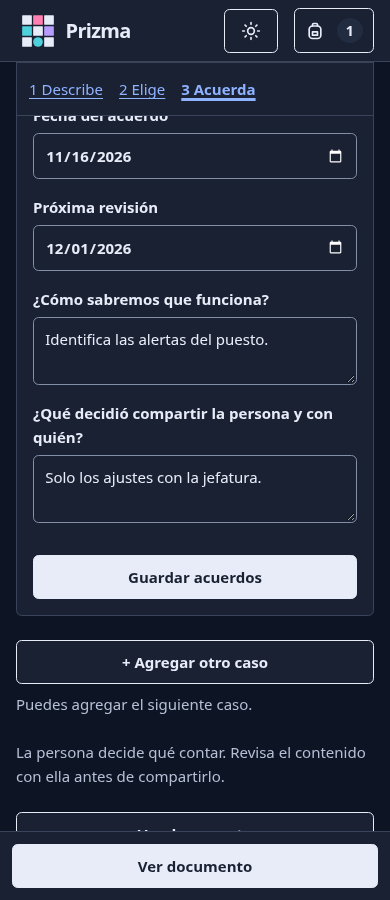 Prizma
1
1 Describe 2 Elige 3 Acuerda
Fecha del acuerdo
11/16/2026
Próxima revisión
12/01/2026
¿Cómo sabremos que funciona?
Identifica las alertas del puesto.
¿Qué decidió compartir la persona y con
quién?
Solo los ajustes con la jefatura.
Guardar acuerdos
+ Agregar otro caso
Puedes agregar el siguiente caso.
La persona decide qué contar. Revisa el contenido
con ella antes de compartirlo.
Ver documento